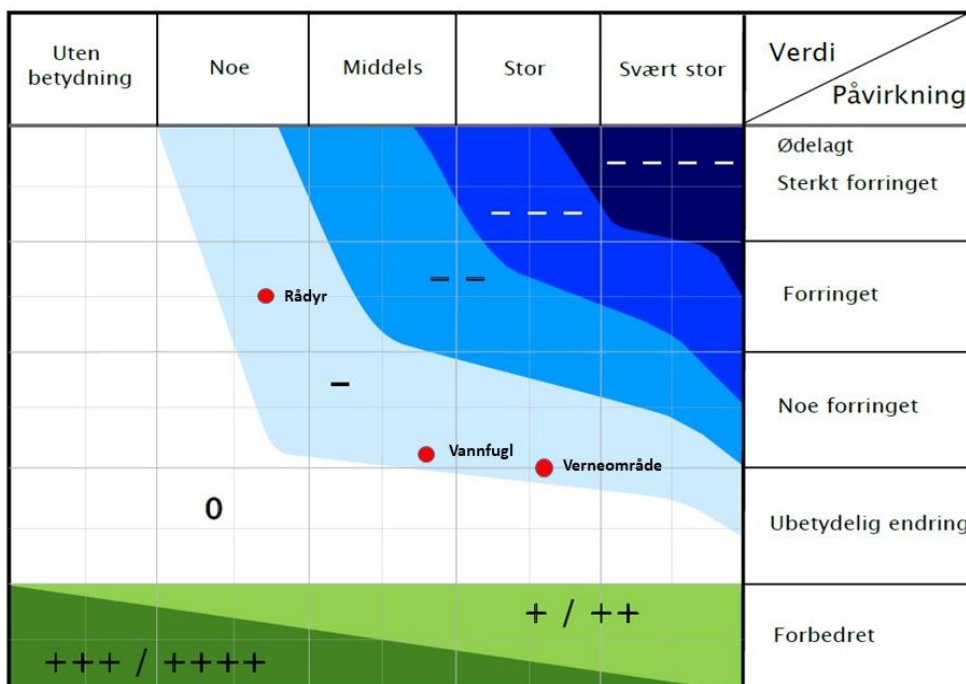 Uten
betydning
Noe
Middels
Stor
Svært stor
Verdi
Påvirkning
Ødelagt
Sterkt forringet
– – – –
– – –
– –
Forringet
Rådyr
–
Noe forringet
Vannfugl
Verneområde
0
Ubetydelig endring
+ / ++
Forbedret
+++ / ++++